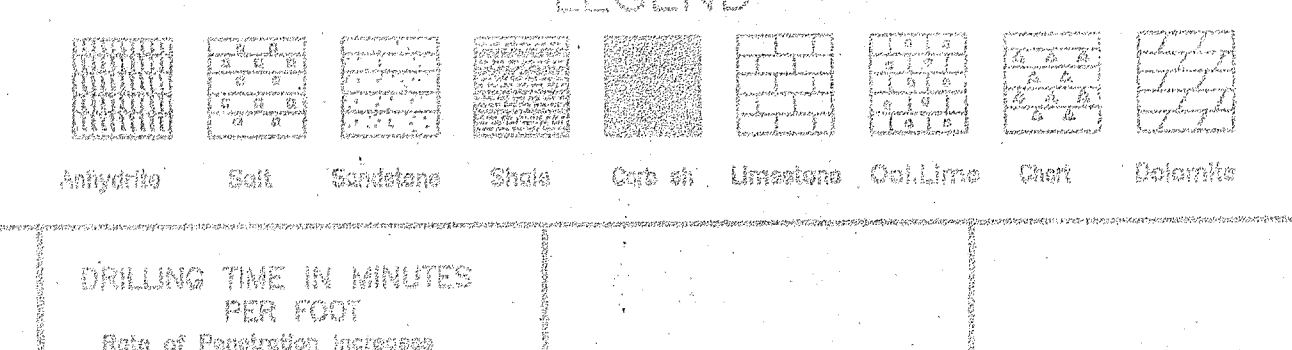 LEGEND
Anhydrite Salt Sandstone Shale Carb sh Limestone Ool.Lime Chert Dolomite
DRILLING TIME IN MINUTES
PER FOOT
Rate of Penetration Increases